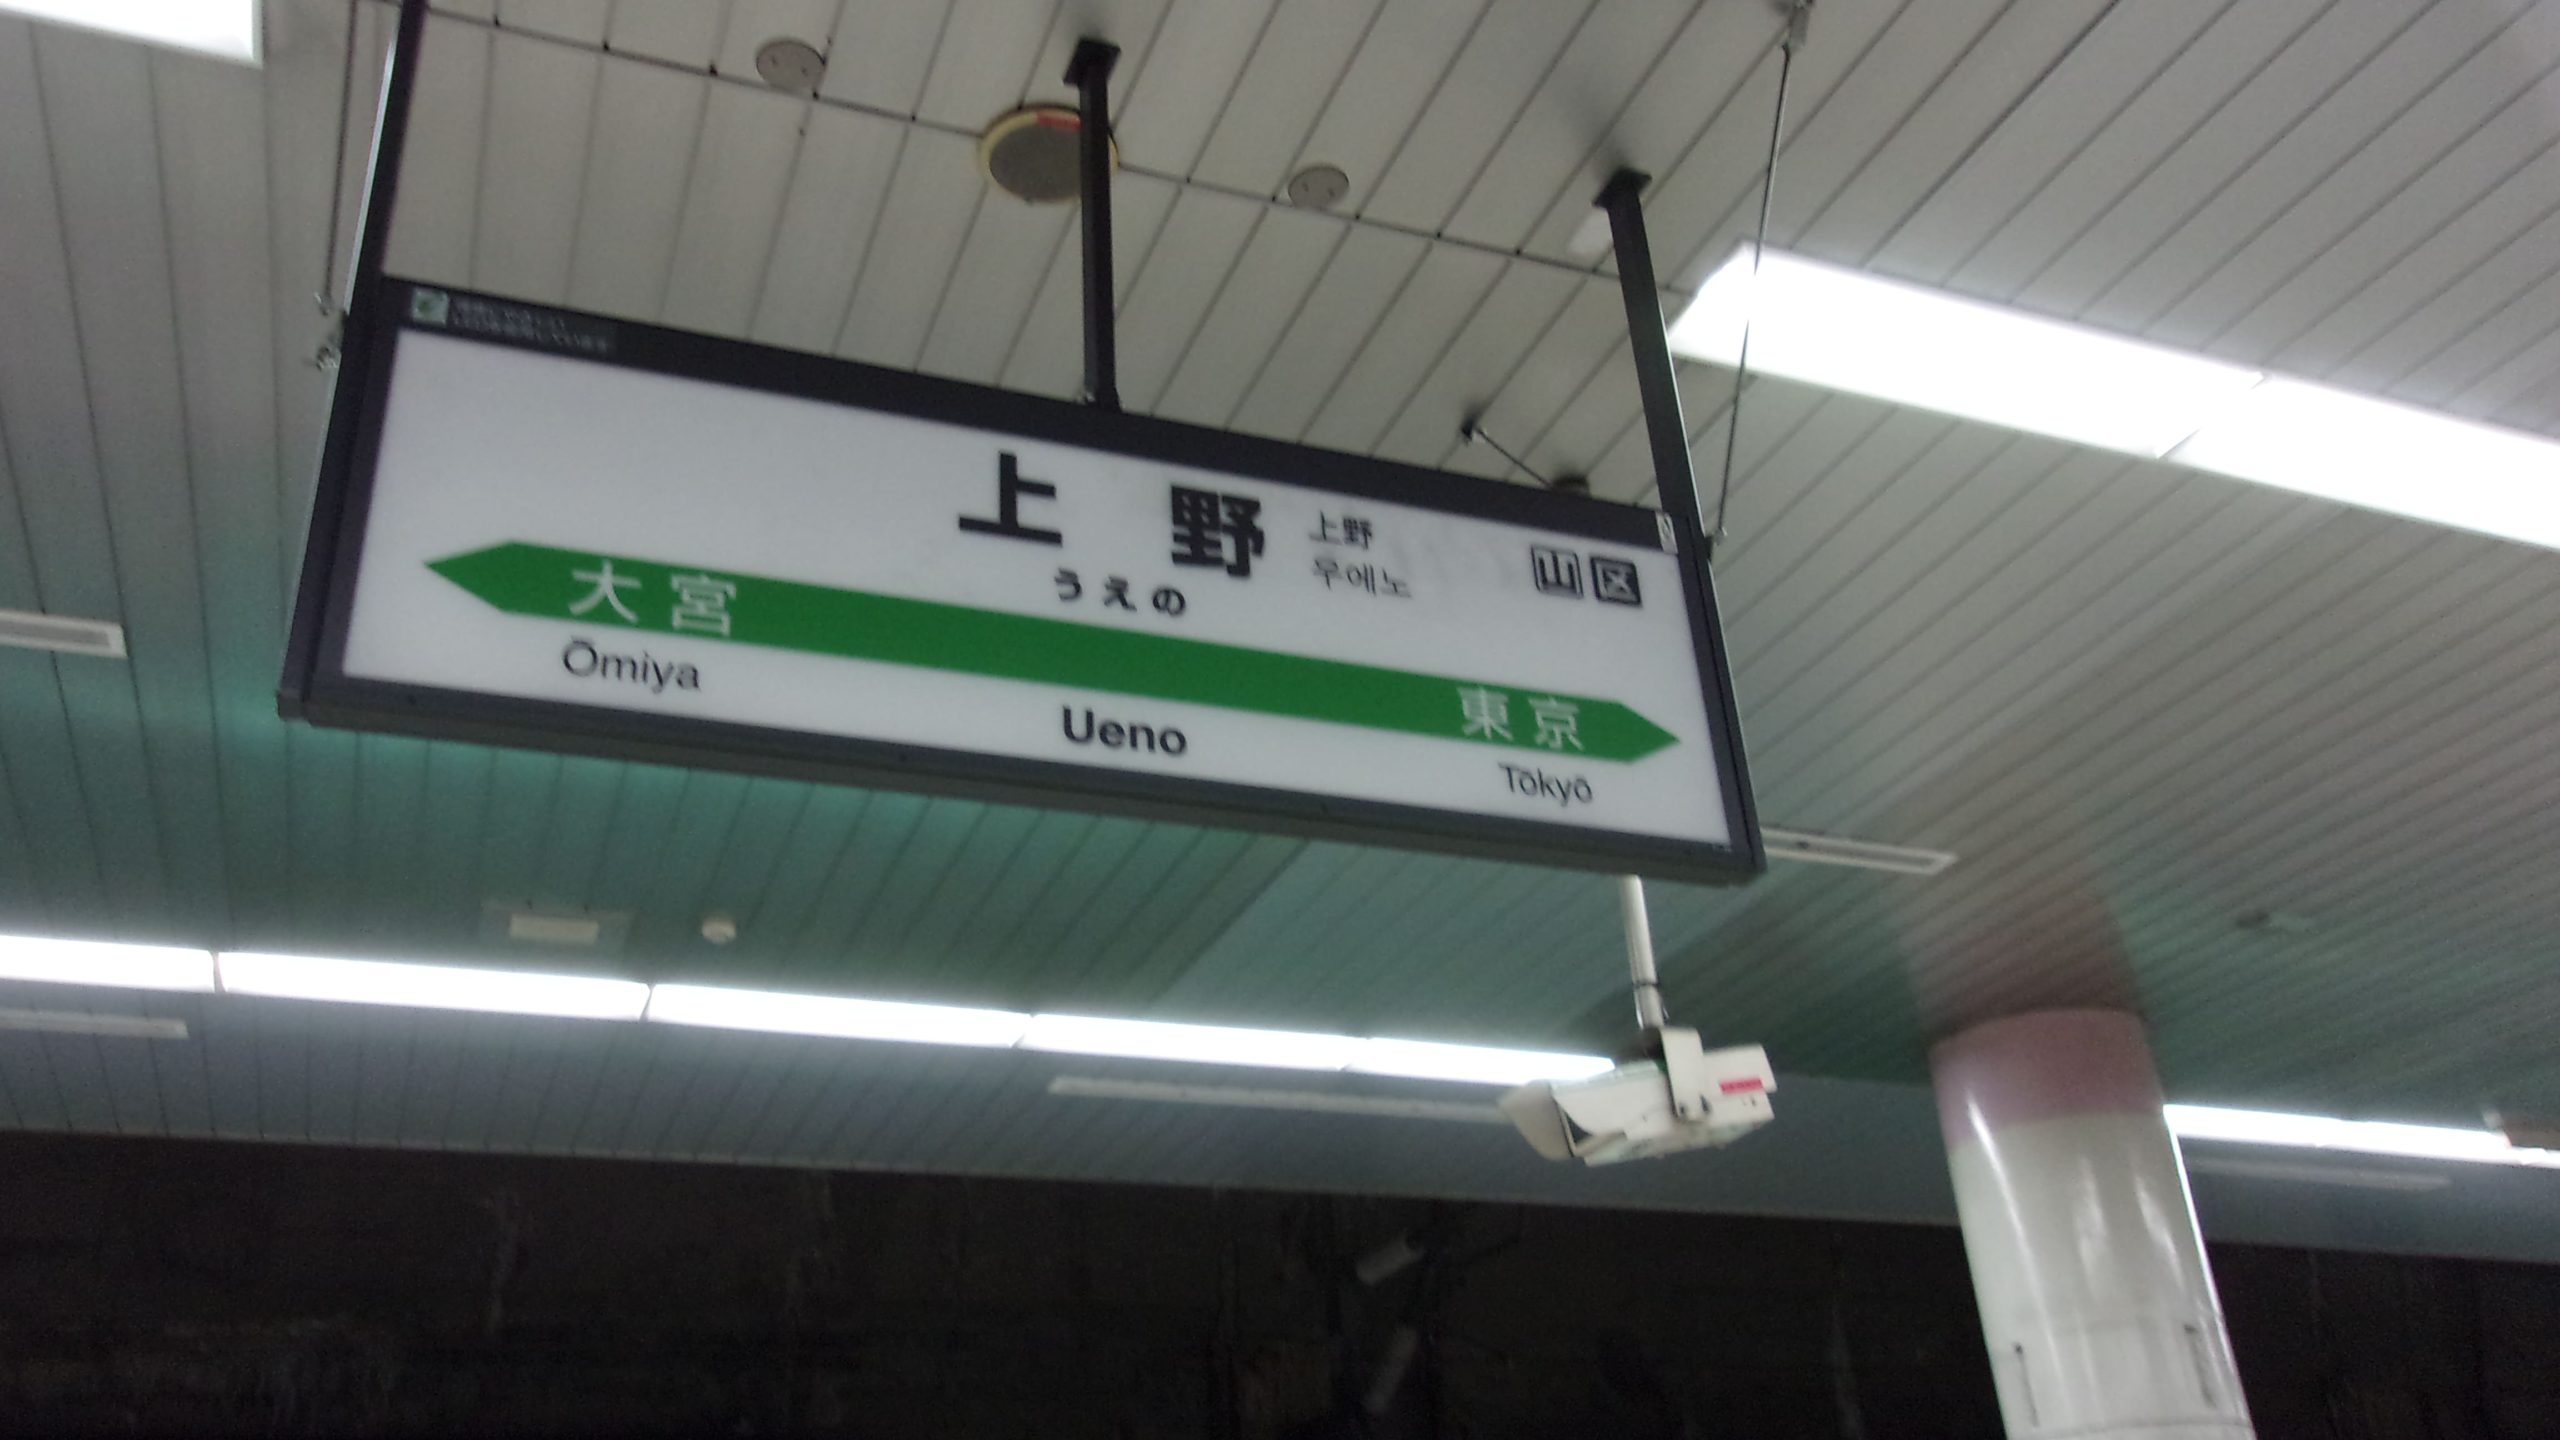 上野
上野
우에노
山区
うえの
大宮
東京
Ōmiya
Ueno
Tōkyō